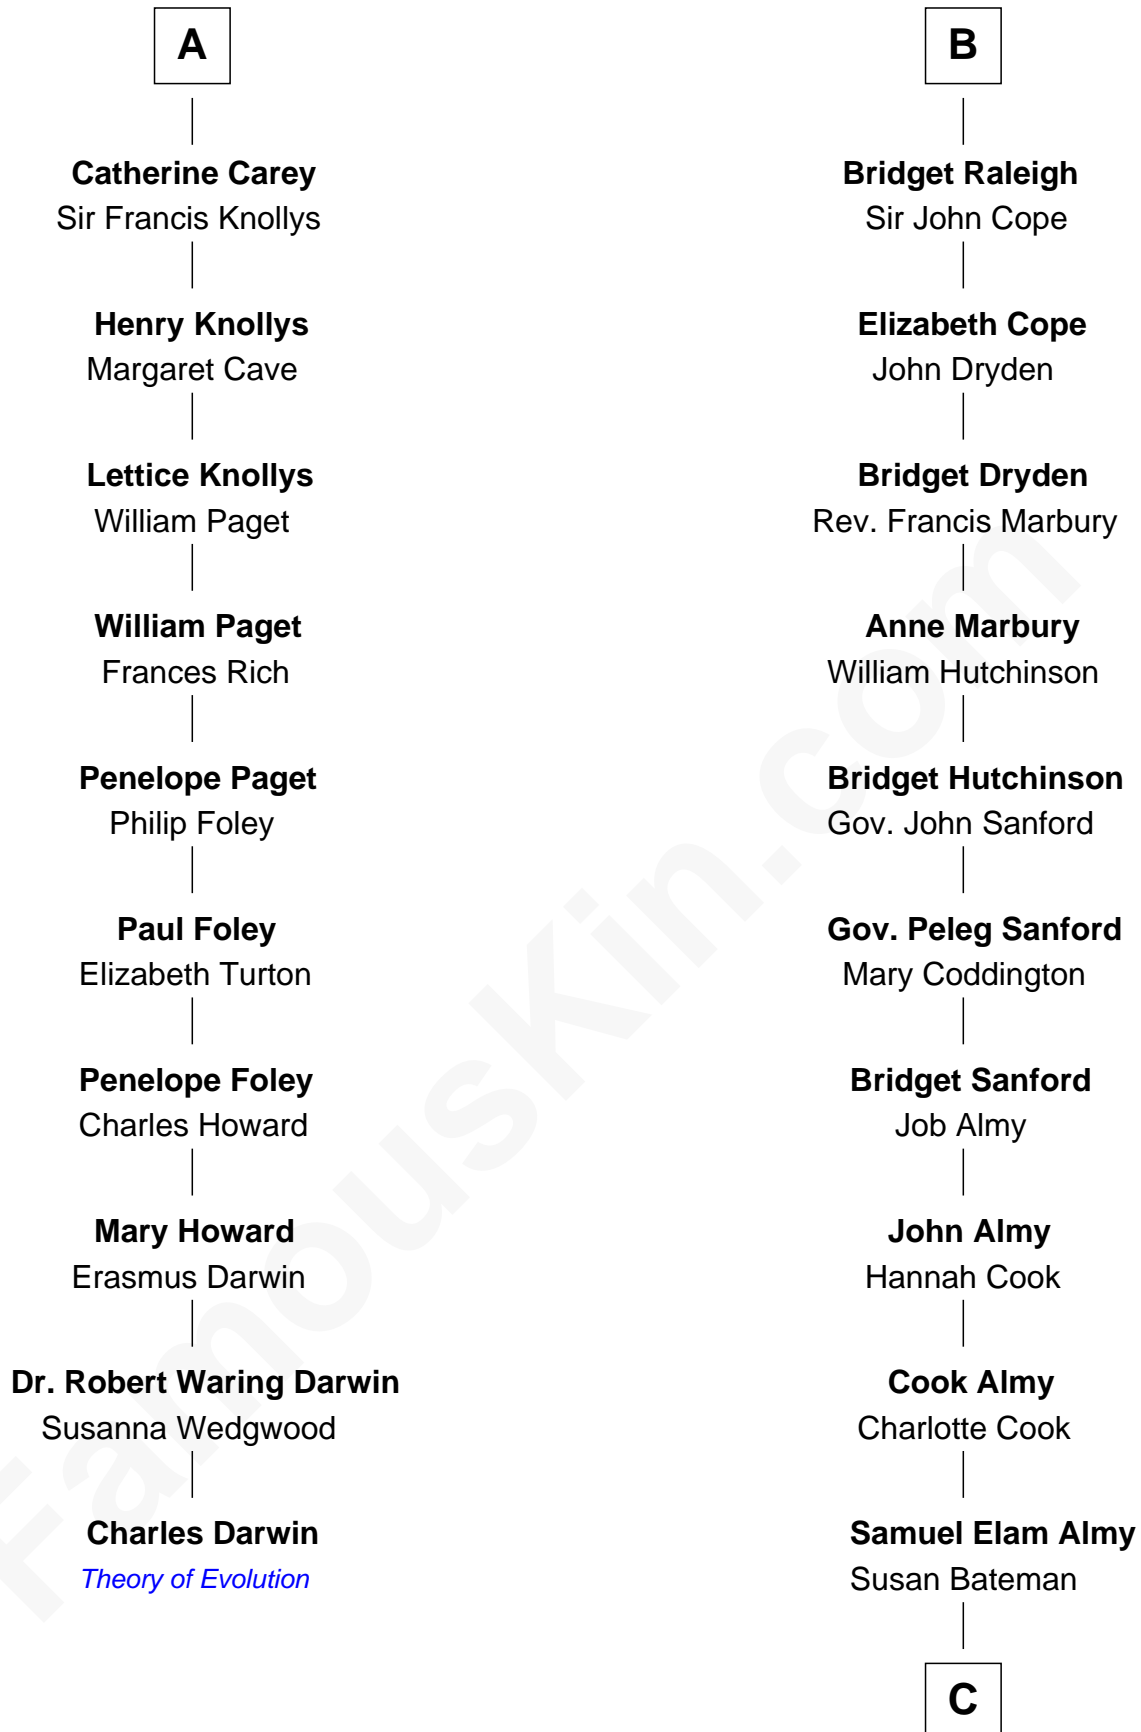 A
Catherine Carey
Sir Francis Knollys
Henry Knollys
Margaret Cave
Lettice Knollys
William Paget
William Paget
Frances Rich
Penelope Paget
Philip Foley
Paul Foley
Elizabeth Turton
Penelope Foley
Charles Howard
Mary Howard
Erasmus Darwin
Dr. Robert Waring Darwin
Susanna Wedgwood
Charles Darwin
Theory of Evolution
B
Bridget Raleigh
Sir John Cope
Elizabeth Cope
John Dryden
Bridget Dryden
Rev. Francis Marbury
Anne Marbury
William Hutchinson
Bridget Hutchinson
Gov. John Sanford
Gov. Peleg Sanford
Mary Coddington
Bridget Sanford
Job Almy
John Almy
Hannah Cook
Cook Almy
Charlotte Cook
Samuel Elam Almy
Susan Bateman
C
FamousKin.com